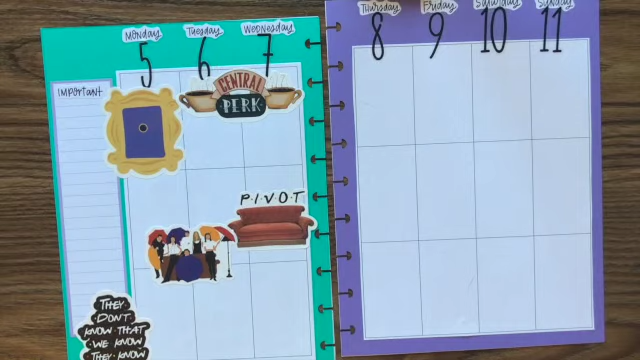 Monday
Tuesday
Wednesday
Thursday
Friday
Saturday
Sunday
5
6
7
8
9
10
11
Important
CENTRAL
PERK
P·I·V·O·T
THEY
DON'T
KNOW THAT
WE KNOW
THEY KNOW